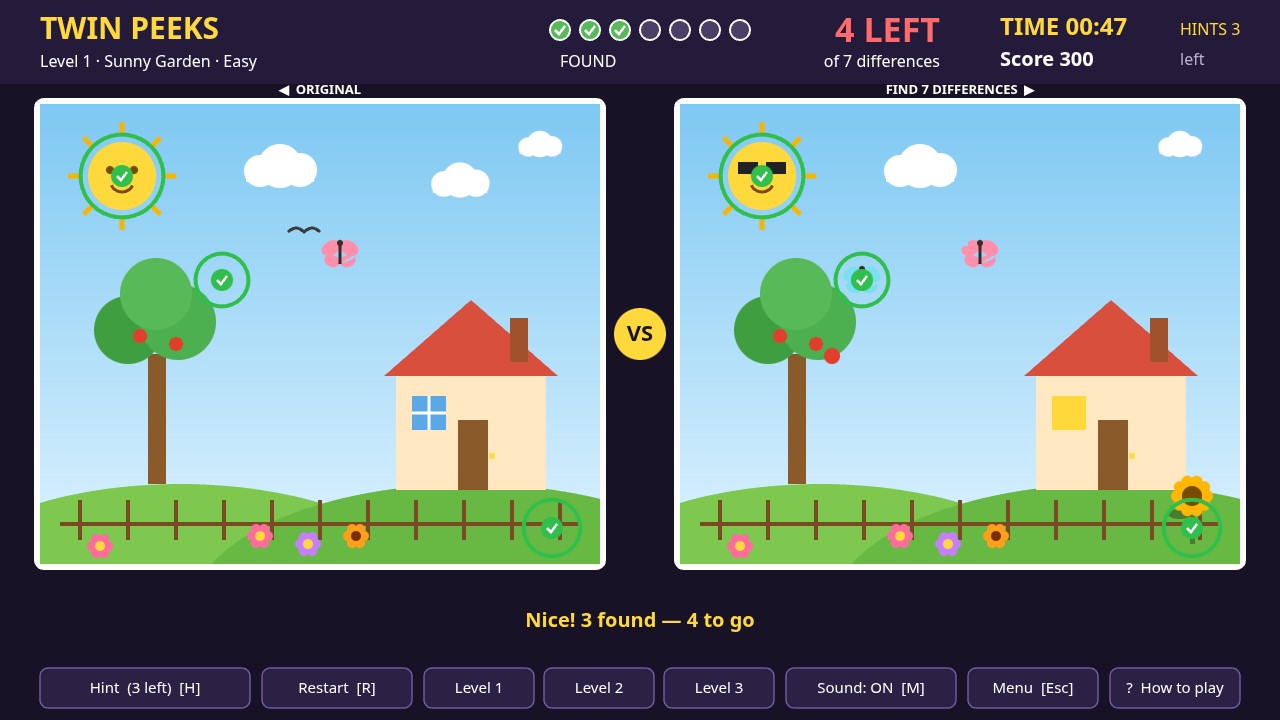 TWIN PEEKS
Level 1 · Sunny Garden · Easy
FOUND
4 LEFT
of 7 differences
TIME 00:47
Score 300
HINTS 3
left
◀ ORIGINAL
FIND 7 DIFFERENCES ▶
VS
Nice! 3 found — 4 to go
Hint (3 left) [H]
Restart [R]
Level 1
Level 2
Level 3
Sound: ON [M]
Menu [Esc]
? How to play